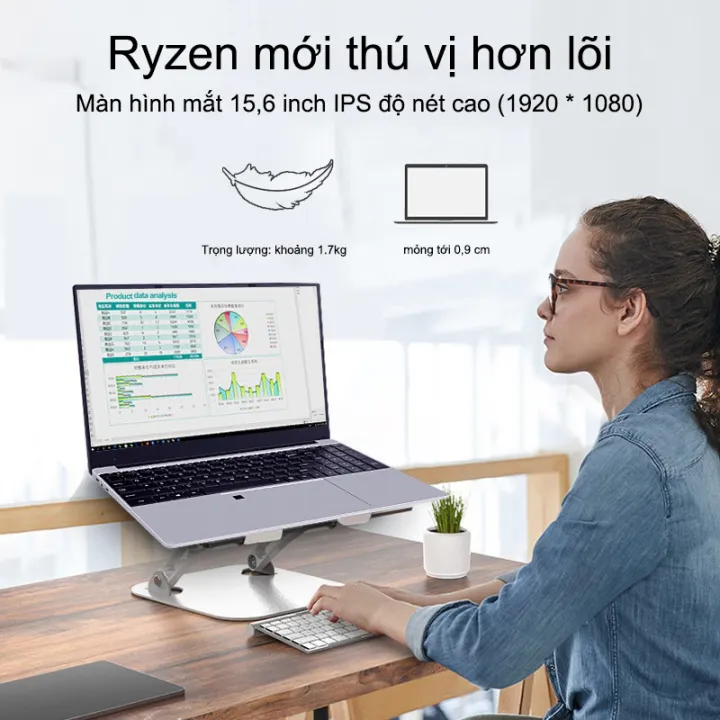 Ryzen mới thú vị hơn lõi
Màn hình mắt 15,6 inch IPS độ nét cao (1920 * 1080)
Trọng lượng: khoảng 1.7kg
mỏng tới 0,9 cm
Product data analysis